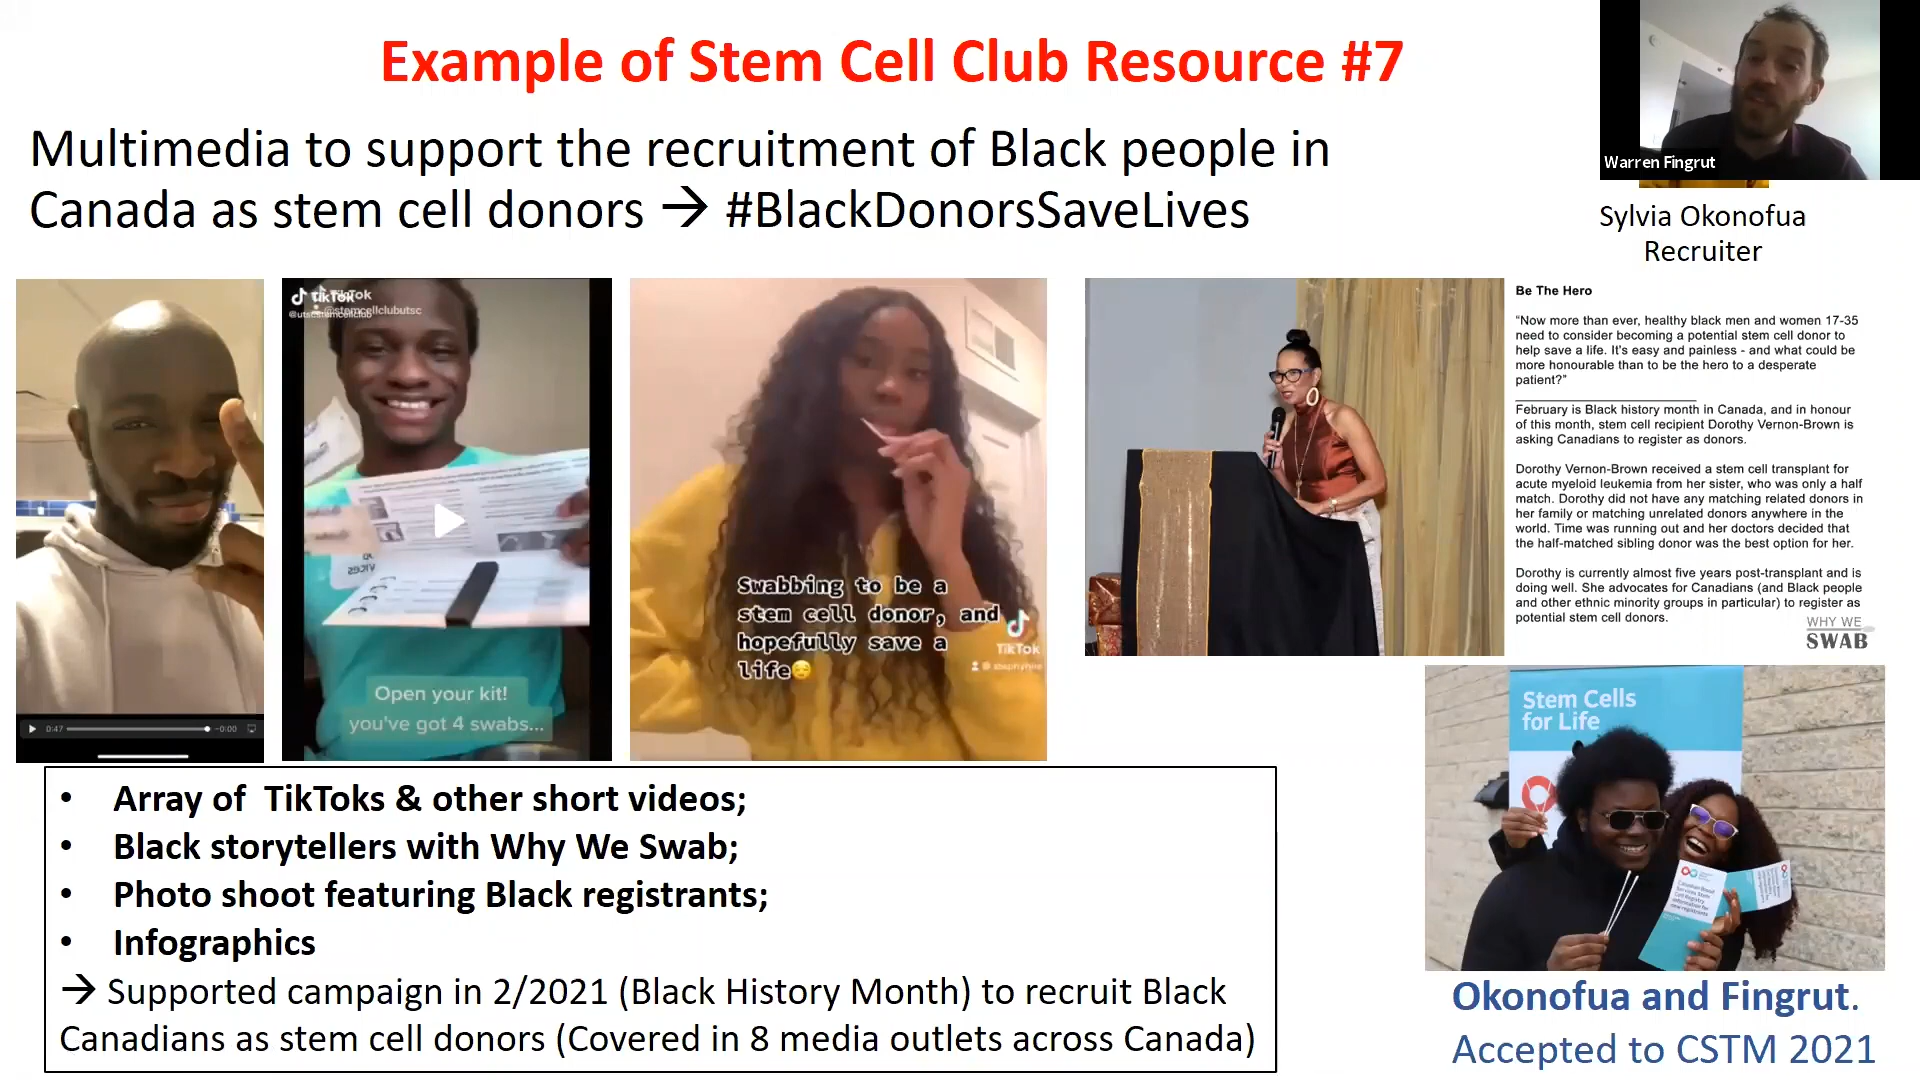 Example of Stem Cell Club Resource #7
Warren Fingrut
Multimedia to support the recruitment of Black people in
Canada as stem cell donors → #BlackDonorsSaveLives
Sylvia Okonofua
Recruiter
TikTok
@stemcellclubutsc
Open your kit!
you've got 4 swabs...
0:47
-0:00
Swabbing to be a
stem cell donor, and
hopefully save a
life😔
TikTok
Be The Hero
“Now more than ever, healthy black men and women 17-35
need to consider becoming a potential stem cell donor to
help save a life. It's easy and painless - and what could be
more honourable than to be the hero to a desperate
patient?”
February is Black history month in Canada, and in honour
of this month, stem cell recipient Dorothy Vernon-Brown is
asking Canadians to register as donors.
Dorothy Vernon-Brown received a stem cell transplant for
acute myeloid leukemia from her sister, who was only a half
match. Dorothy did not have any matching related donors in
her family or matching unrelated donors anywhere in the
world. Time was running out and her doctors decided that
the half-matched sibling donor was the best option for her.
Dorothy is currently almost five years post-transplant and is
doing well. She advocates for Canadians (and Black people
and other ethnic minority groups in particular) to register as
potential stem cell donors.
WHY WE
SWAB
Stem Cells
for Life
• Array of TikToks & other short videos;
• Black storytellers with Why We Swab;
• Photo shoot featuring Black registrants;
• Infographics
→ Supported campaign in 2/2021 (Black History Month) to recruit Black
Canadians as stem cell donors (Covered in 8 media outlets across Canada)
Okonofua and Fingrut.
Accepted to CSTM 2021